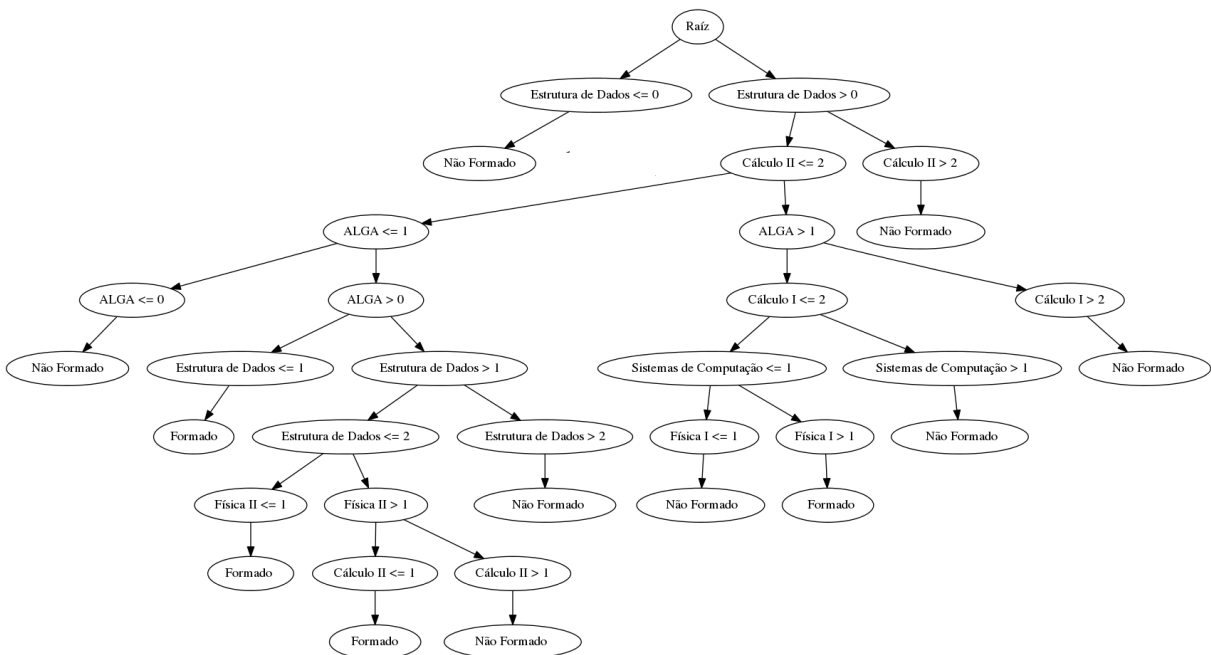 Raíz
Estrutura de Dados <= 0
Estrutura de Dados > 0
Não Formado
Cálculo II <= 2
Cálculo II > 2
ALGA <= 1
ALGA > 1
Não Formado
ALGA <= 0
ALGA > 0
Cálculo I <= 2
Cálculo I > 2
Não Formado
Estrutura de Dados <= 1
Estrutura de Dados > 1
Sistemas de Computação <= 1
Sistemas de Computação > 1
Não Formado
Formado
Estrutura de Dados <= 2
Estrutura de Dados > 2
Física I <= 1
Física I > 1
Não Formado
Física II <= 1
Física II > 1
Não Formado
Não Formado
Formado
Formado
Cálculo II <= 1
Cálculo II > 1
Formado
Não Formado